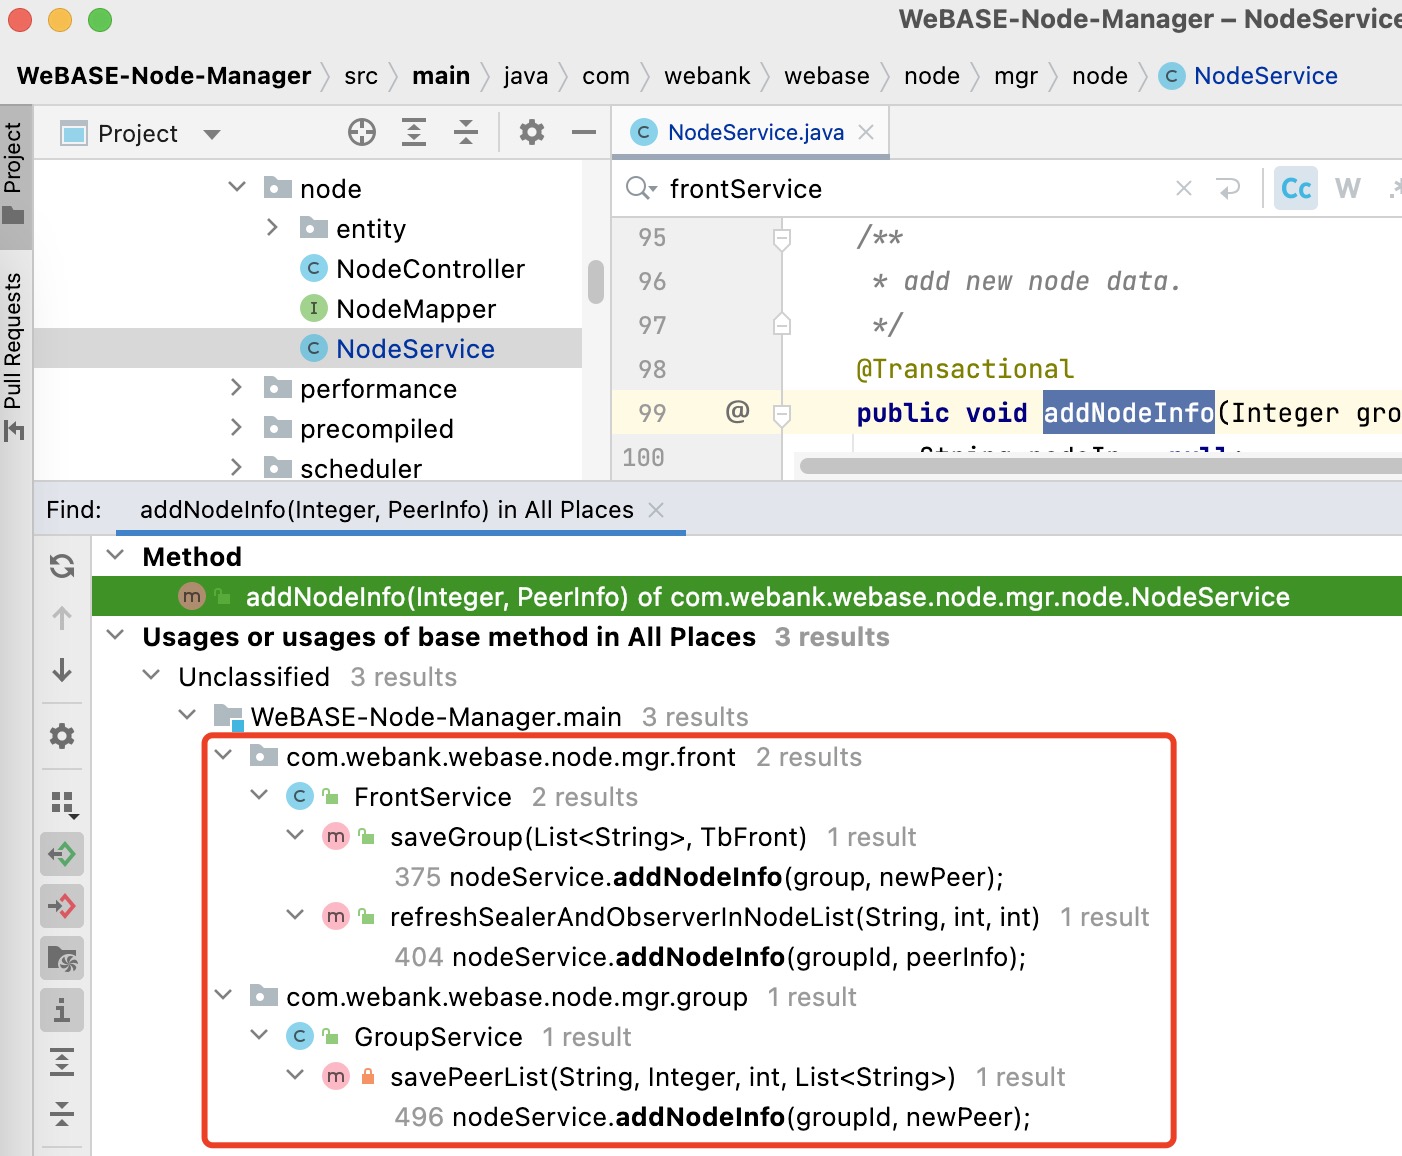 WeBASE-Node-Manager – NodeService
WeBASE-Node-Manager src main java com webank webase node mgr node C NodeService
Project
Pull Requests
Project
node
entity
C NodeController
I NodeMapper
C NodeService
performance
precompiled
scheduler
C NodeService.java
frontService Cc W .*
95 /**
96 * add new node data.
97 */
98 @Transactional
99 @ public void addNodeInfo(Integer gro
100
Find: addNodeInfo(Integer, PeerInfo) in All Places
Method
m addNodeInfo(Integer, PeerInfo) of com.webank.webase.node.mgr.node.NodeService
Usages or usages of base method in All Places 3 results
Unclassified 3 results
WeBASE-Node-Manager.main 3 results
com.webank.webase.node.mgr.front 2 results
C FrontService 2 results
m saveGroup(List<String>, TbFront) 1 result
375 nodeService.addNodeInfo(group, newPeer);
m refreshSealerAndObserverInNodeList(String, int, int) 1 result
404 nodeService.addNodeInfo(groupId, peerInfo);
com.webank.webase.node.mgr.group 1 result
C GroupService 1 result
m savePeerList(String, Integer, int, List<String>) 1 result
496 nodeService.addNodeInfo(groupId, newPeer);